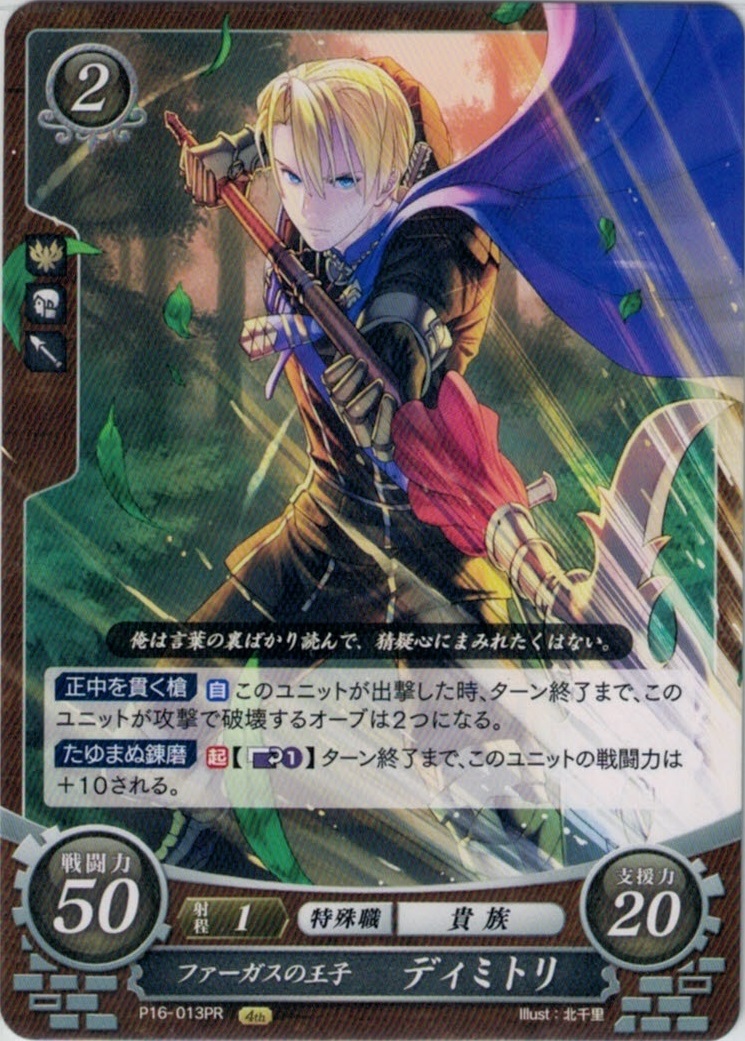 2
俺は言葉の裏ばかり読んで、猜疑心にまみれたくはない。
正中を貫く槍 自 このユニットが出撃した時、ターン終了まで、この
ユニットが攻撃で破壊するオーブは2つになる。
たゆまぬ錬磨 起【 1】ターン終了まで、このユニットの戦闘力は
+10される。
戦闘力
50
射程 1
特殊職 貴族
支援力
20
ファーガスの王子 ディミトリ
P16-013PR 4th Illust:北千里